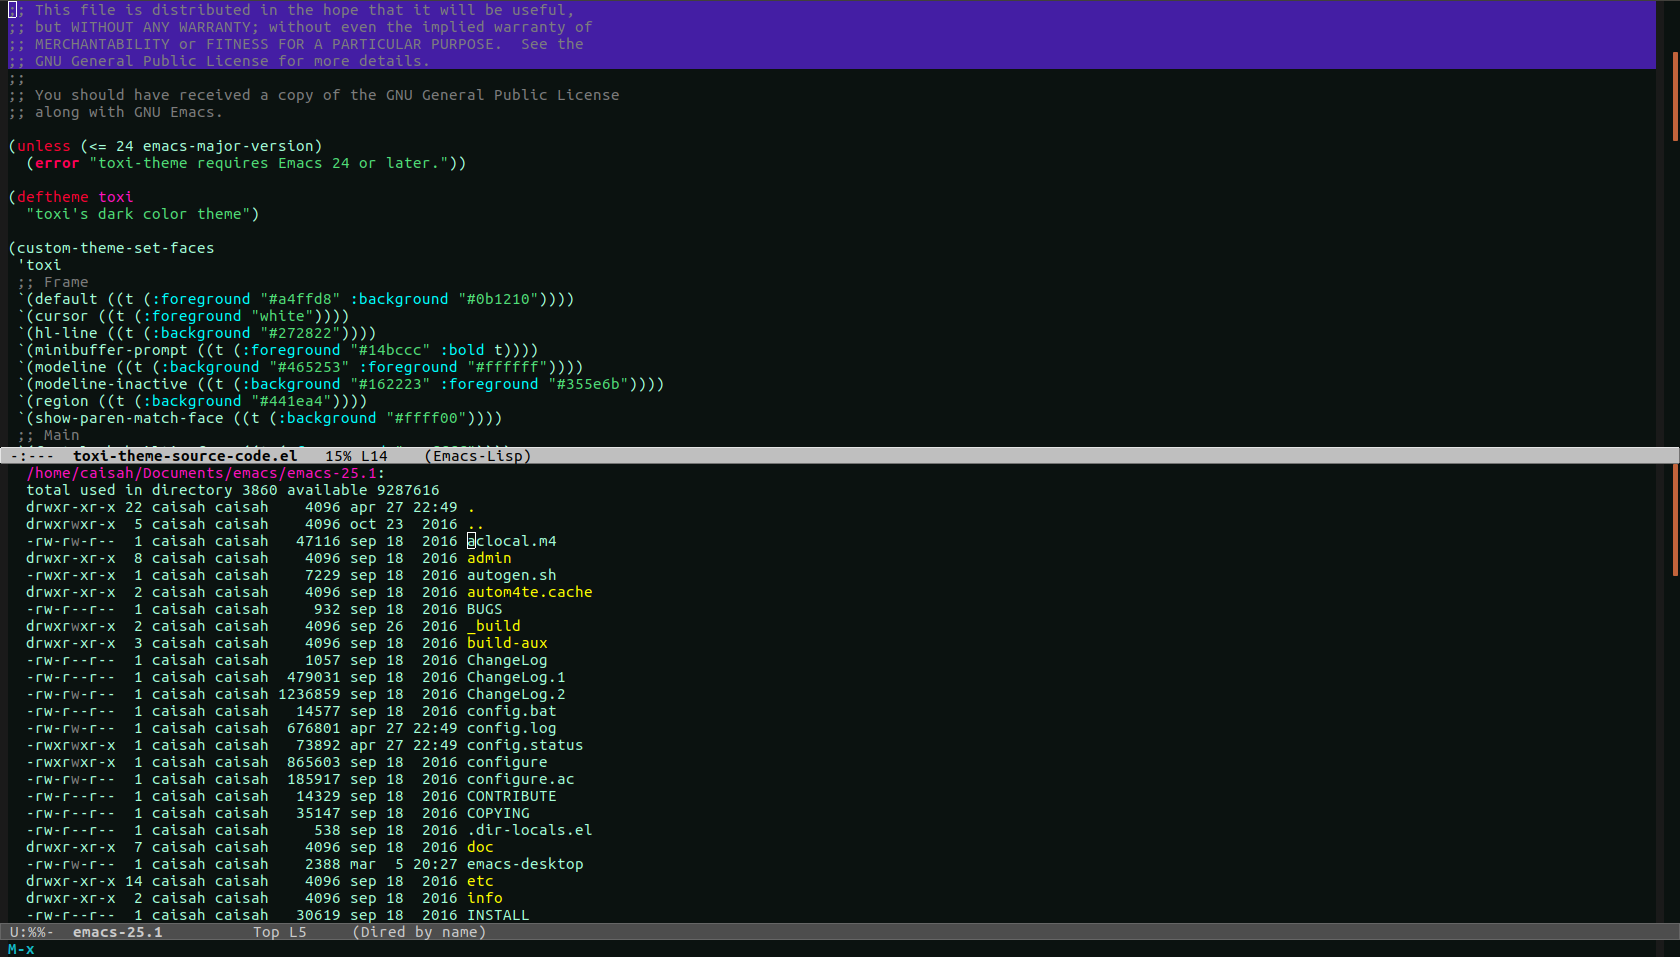 ;; This file is distributed in the hope that it will be useful,
;; but WITHOUT ANY WARRANTY; without even the implied warranty of
;; MERCHANTABILITY or FITNESS FOR A PARTICULAR PURPOSE.  See the
;; GNU General Public License for more details.
;;
;; You should have received a copy of the GNU General Public License
;; along with GNU Emacs.
(unless (<= 24 emacs-major-version)
  (error "toxi-theme requires Emacs 24 or later."))
(deftheme toxi
  "toxi's dark color theme")
(custom-theme-set-faces
 'toxi
 ;; Frame
 `(default ((t (:foreground "#a4ffd8" :background "#0b1210"))))
 `(cursor ((t (:foreground "white"))))
 `(hl-line ((t (:background "#272822"))))
 `(minibuffer-prompt ((t (:foreground "#14bccc" :bold t))))
 `(modeline ((t (:background "#465253" :foreground "#ffffff"))))
 `(modeline-inactive ((t (:background "#162223" :foreground "#355e6b"))))
 `(region ((t (:background "#441ea4"))))
 `(show-paren-match-face ((t (:background "#ffff00"))))
 ;; Main
-:---  toxi-theme-source-code.el   15% L14    (Emacs-Lisp)
  /home/caisah/Documents/emacs/emacs-25.1:
  total used in directory 3860 available 9287616
  drwxr-xr-x 22 caisah caisah    4096 apr 27 22:49 .
  drwxrwxr-x  5 caisah caisah    4096 oct 23  2016 ..
  -rw-rw-r--  1 caisah caisah   47116 sep 18  2016 aclocal.m4
  drwxr-xr-x  8 caisah caisah    4096 sep 18  2016 admin
  -rwxr-xr-x  1 caisah caisah    7229 sep 18  2016 autogen.sh
  drwxr-xr-x  2 caisah caisah    4096 sep 18  2016 autom4te.cache
  -rw-r--r--  1 caisah caisah     932 sep 18  2016 BUGS
  drwxrwxr-x  2 caisah caisah    4096 sep 26  2016 _build
  drwxr-xr-x  3 caisah caisah    4096 sep 18  2016 build-aux
  -rw-r--r--  1 caisah caisah    1057 sep 18  2016 ChangeLog
  -rw-r--r--  1 caisah caisah  479031 sep 18  2016 ChangeLog.1
  -rw-rw-r--  1 caisah caisah 1236859 sep 18  2016 ChangeLog.2
  -rw-r--r--  1 caisah caisah   14577 sep 18  2016 config.bat
  -rw-rw-r--  1 caisah caisah  676801 apr 27 22:49 config.log
  -rwxrwxr-x  1 caisah caisah   73892 apr 27 22:49 config.status
  -rwxrwxr-x  1 caisah caisah  865603 sep 18  2016 configure
  -rw-rw-r--  1 caisah caisah  185917 sep 18  2016 configure.ac
  -rw-r--r--  1 caisah caisah   14329 sep 18  2016 CONTRIBUTE
  -rw-r--r--  1 caisah caisah   35147 sep 18  2016 COPYING
  -rw-r--r--  1 caisah caisah     538 sep 18  2016 .dir-locals.el
  drwxr-xr-x  7 caisah caisah    4096 sep 18  2016 doc
  -rw-rw-r--  1 caisah caisah    2388 mar  5 20:27 emacs-desktop
  drwxr-xr-x 14 caisah caisah    4096 sep 18  2016 etc
  drwxr-xr-x  2 caisah caisah    4096 sep 18  2016 info
  -rw-r--r--  1 caisah caisah   30619 sep 18  2016 INSTALL
U:%%-  emacs-25.1          Top L5     (Dired by name)
M-x